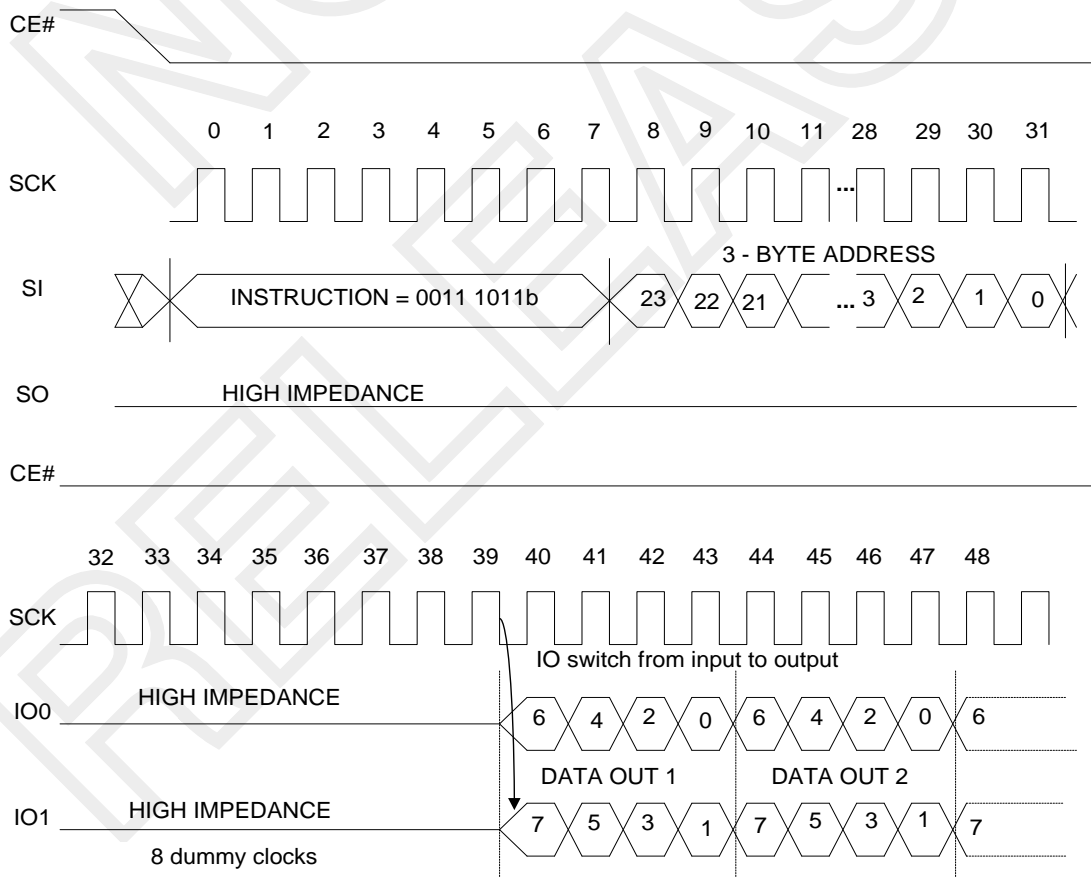 CE#
0 1 2 3 4 5 6 7 8 9 10 11 28 29 30 31
SCK
...
3 - BYTE ADDRESS
SI
INSTRUCTION = 0011 1011b
23 22 21 ... 3 2 1 0
SO
HIGH IMPEDANCE
CE#
32 33 34 35 36 37 38 39 40 41 42 43 44 45 46 47 48
SCK
IO switch from input to output
HIGH IMPEDANCE
IO0
6 4 2 0 6 4 2 0 6
DATA OUT 1 DATA OUT 2
HIGH IMPEDANCE
IO1
7 5 3 1 7 5 3 1 7
8 dummy clocks